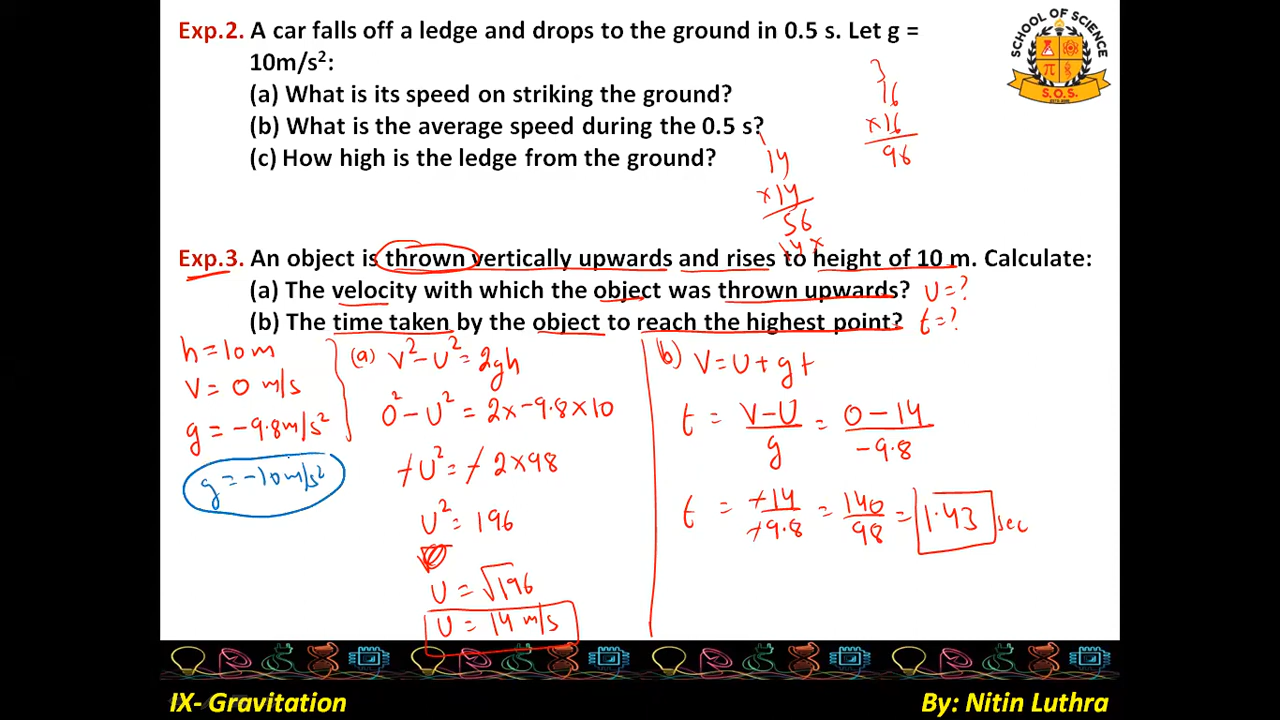 Exp.2. A car falls off a ledge and drops to the ground in 0.5 s. Let g =
10m/s²:
(a) What is its speed on striking the ground?
(b) What is the average speed during the 0.5 s?
(c) How high is the ledge from the ground?
SCHOOL OF SCIENCE
S.O.S.
3
16
×16
96
1
14
×14
56
14×
Exp.3. An object is thrown vertically upwards and rises to height of 10 m. Calculate:
(a) The velocity with which the object was thrown upwards? U=?
(b) The time taken by the object to reach the highest point? t=?
h=10m
V= 0 m/s
g= -9.8m/s²
g= -10m/s²
(a) V²-U²=2gh
0²-U²=2×-9.8×10
-U²=-2×98
U²=196
U=√196
U= 14 m/s
b) V=U+gt
t = V-U/g = 0-14/-9.8
t = -14/-9.8 = 140/98 = 1.43 sec
IX- Gravitation
By: Nitin Luthra